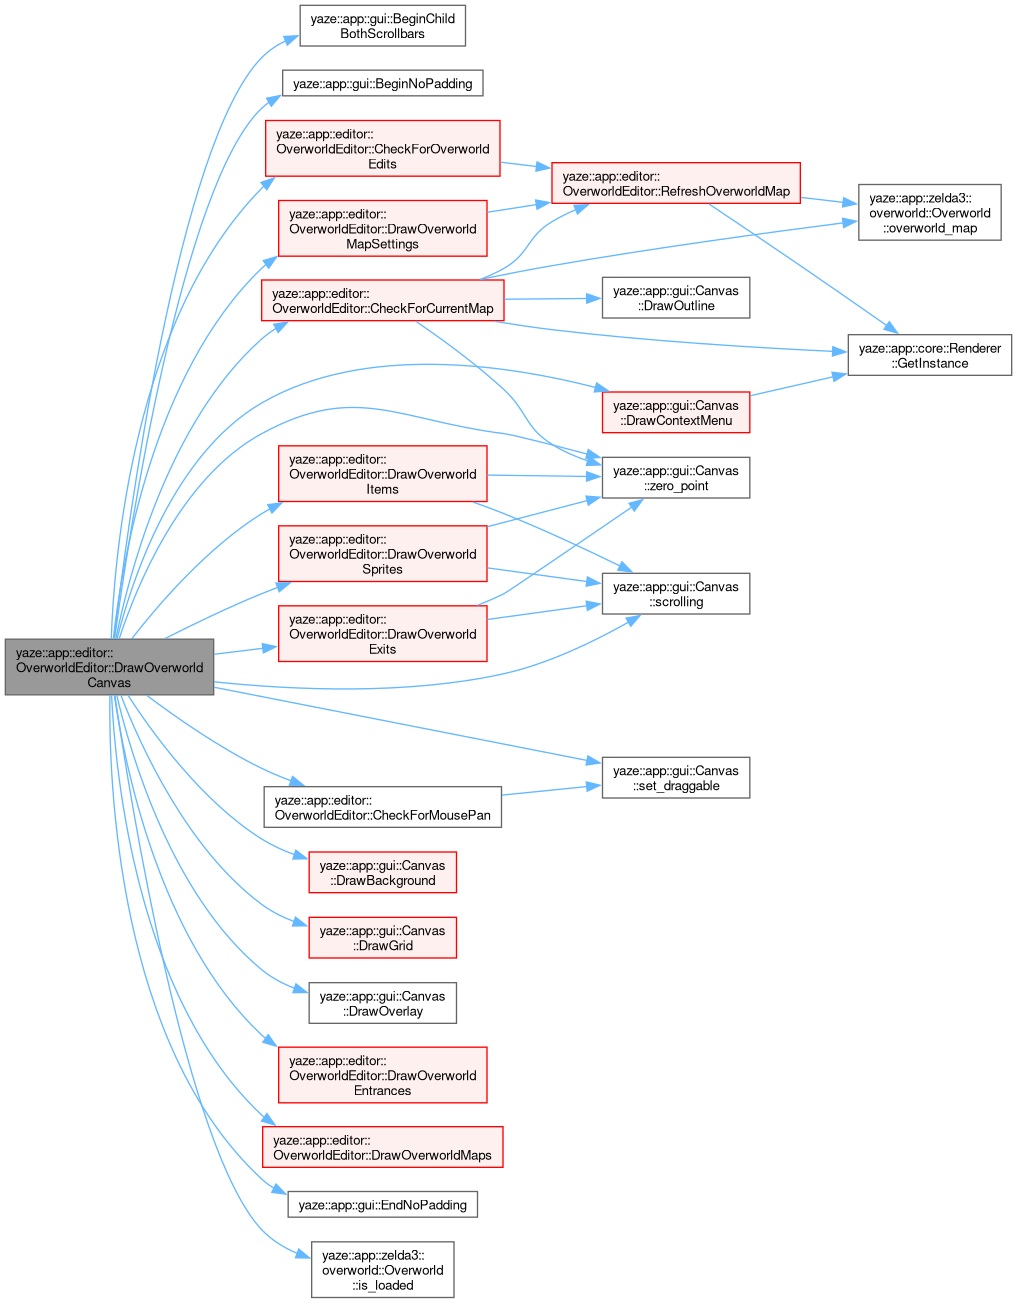 yaze::app::gui::BeginChild
BothScrollbars
yaze::app::gui::BeginNoPadding
yaze::app::editor::
OverworldEditor::CheckForOverworld
Edits
yaze::app::editor::
OverworldEditor::RefreshOverworldMap
yaze::app::zelda3::
overworld::Overworld
::overworld_map
yaze::app::editor::
OverworldEditor::DrawOverworld
MapSettings
yaze::app::editor::
OverworldEditor::CheckForCurrentMap
yaze::app::gui::Canvas
::DrawOutline
yaze::app::core::Renderer
::GetInstance
yaze::app::gui::Canvas
::DrawContextMenu
yaze::app::editor::
OverworldEditor::DrawOverworld
Items
yaze::app::gui::Canvas
::zero_point
yaze::app::editor::
OverworldEditor::DrawOverworld
Sprites
yaze::app::gui::Canvas
::scrolling
yaze::app::editor::
OverworldEditor::DrawOverworld
Exits
yaze::app::editor::
OverworldEditor::DrawOverworld
Canvas
yaze::app::gui::Canvas
::set_draggable
yaze::app::editor::
OverworldEditor::CheckForMousePan
yaze::app::gui::Canvas
::DrawBackground
yaze::app::gui::Canvas
::DrawGrid
yaze::app::gui::Canvas
::DrawOverlay
yaze::app::editor::
OverworldEditor::DrawOverworld
Entrances
yaze::app::editor::
OverworldEditor::DrawOverworldMaps
yaze::app::gui::EndNoPadding
yaze::app::zelda3::
overworld::Overworld
::is_loaded